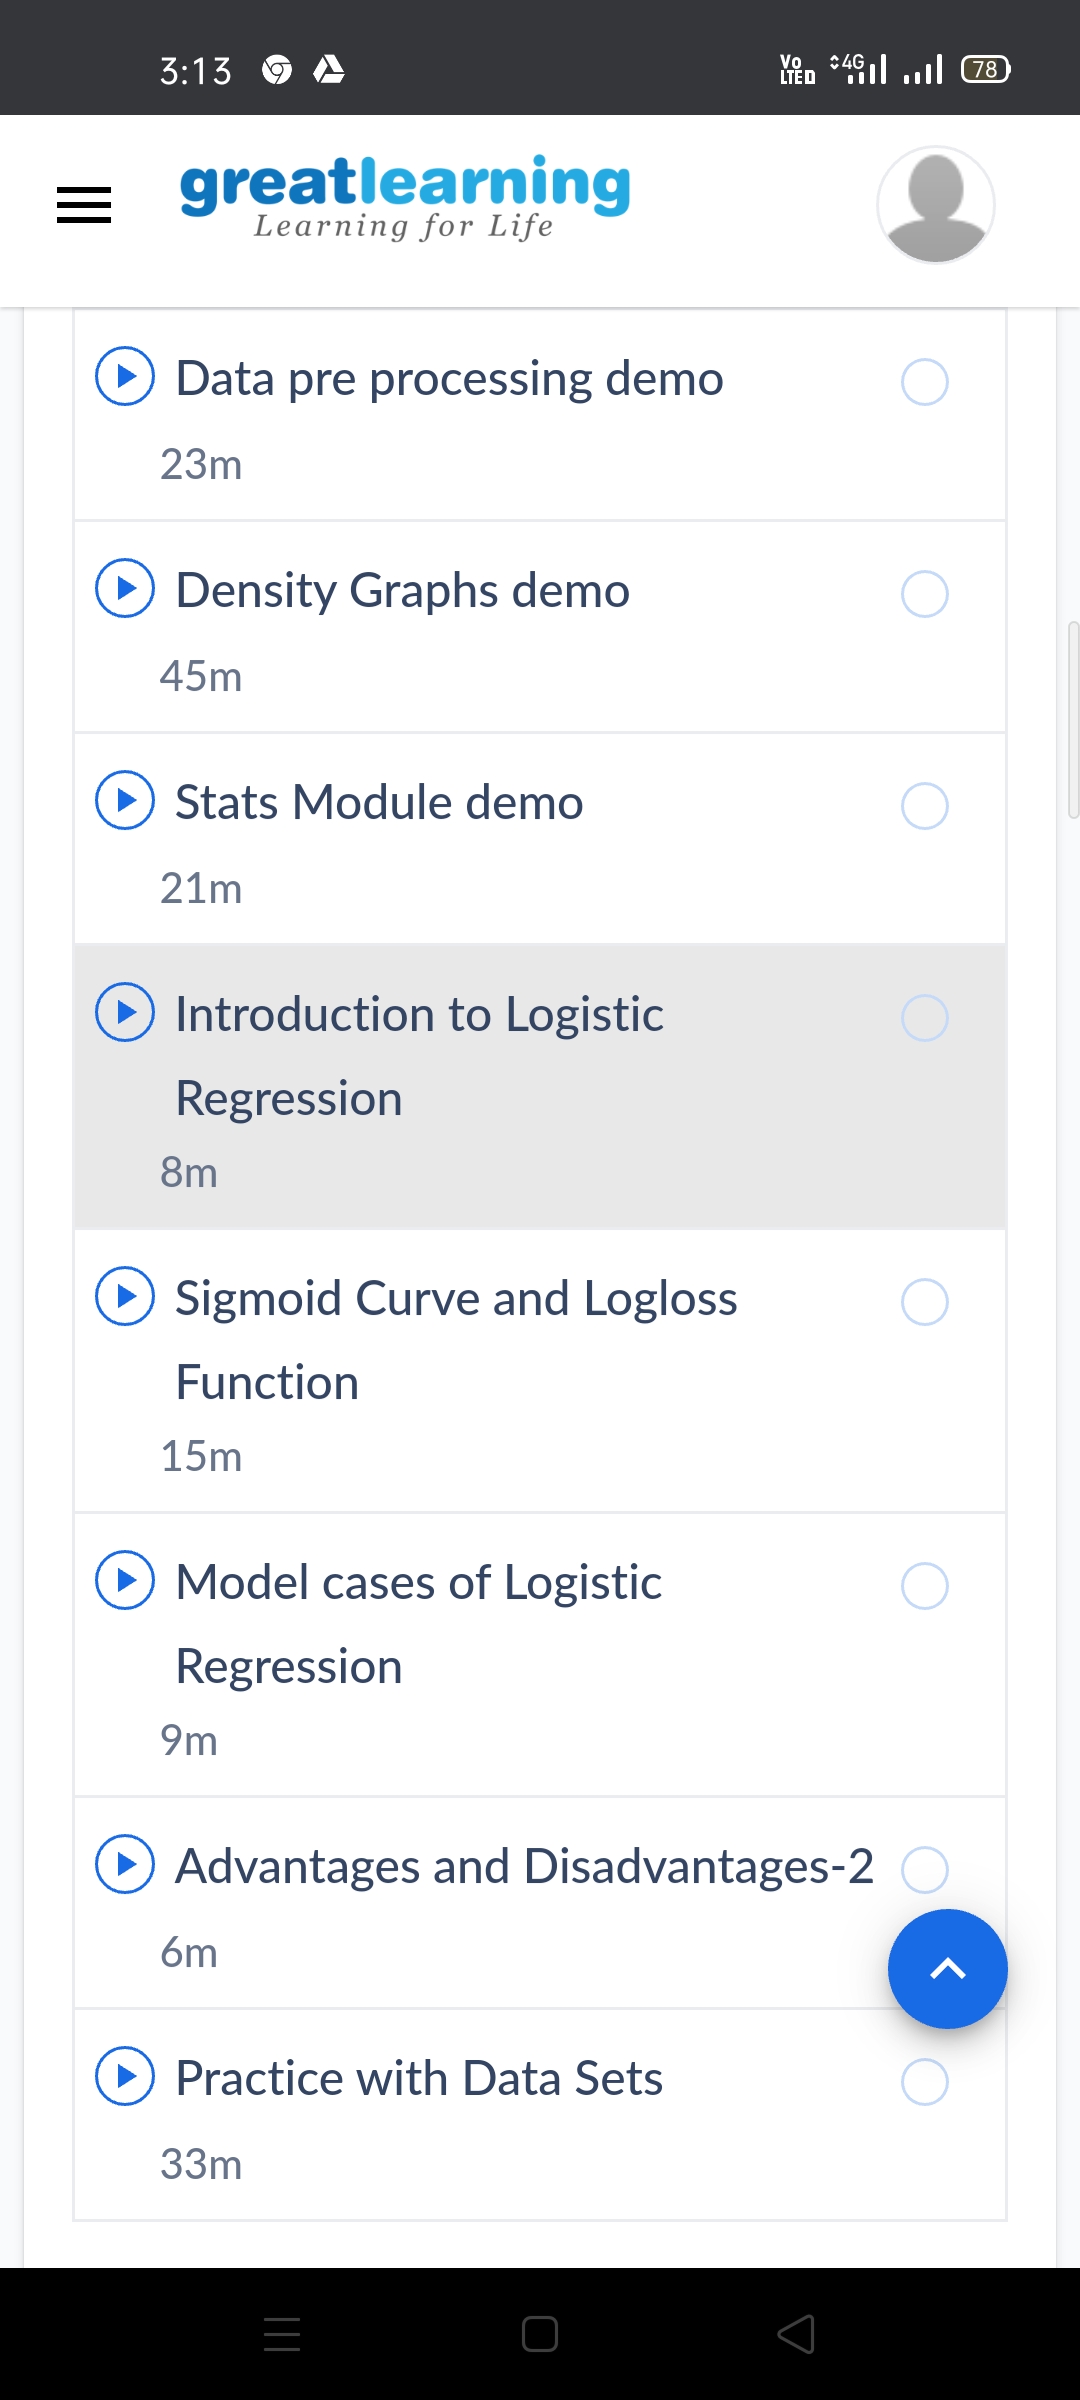 3:13
Vo LTE 4G 78
greatlearning
Learning for Life
Data pre processing demo
23m
Density Graphs demo
45m
Stats Module demo
21m
Introduction to Logistic
Regression
8m
Sigmoid Curve and Logloss
Function
15m
Model cases of Logistic
Regression
9m
Advantages and Disadvantages-2
6m
Practice with Data Sets
33m